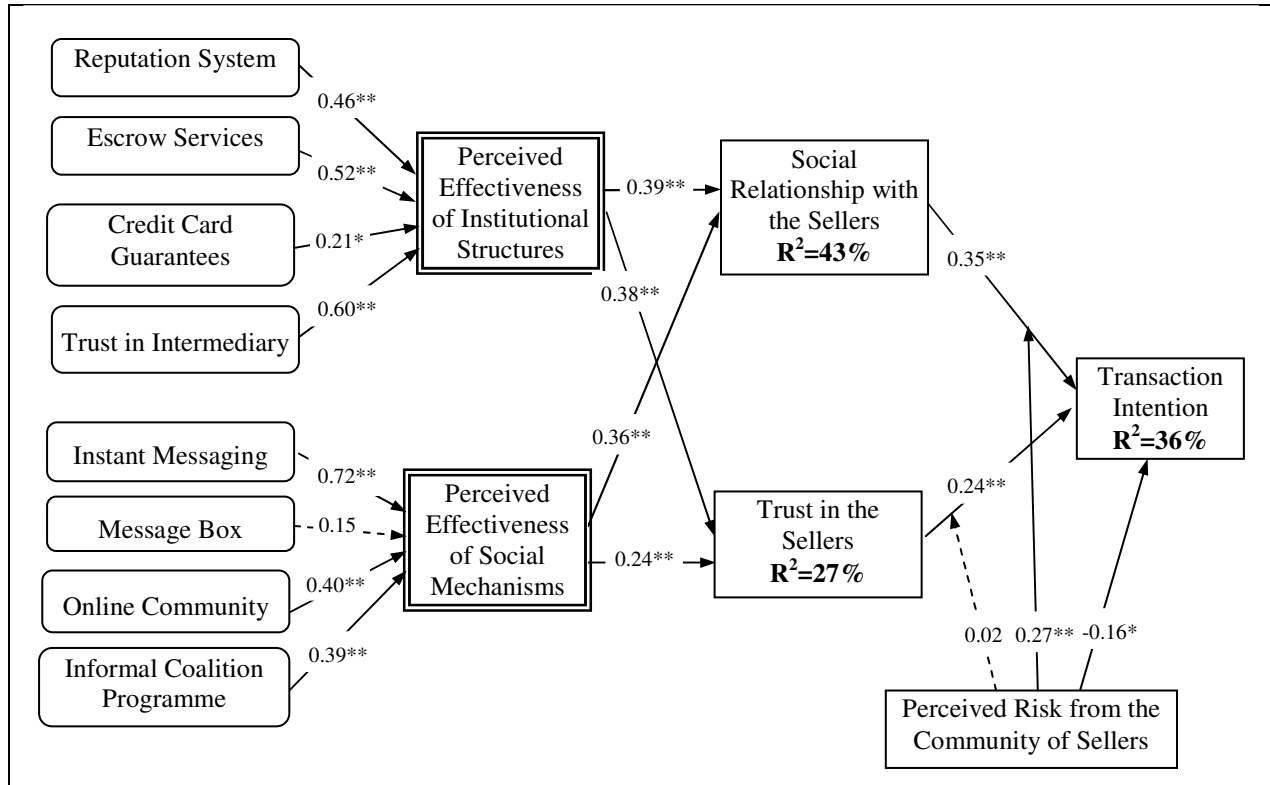 Reputation System
0.46**
Escrow Services
0.52**
Credit Card
Guarantees
0.21*
Trust in Intermediary
0.60**
Perceived
Effectiveness
of Institutional
Structures
0.39**
0.38**
Social
Relationship with
the Sellers
R²=43%
0.35**
Instant Messaging
0.72**
Message Box
0.15
Online Community
0.40**
Informal Coalition
Programme
0.39**
Perceived
Effectiveness
of Social
Mechanisms
0.36**
0.24**
Trust in the
Sellers
R²=27%
0.24**
Transaction
Intention
R²=36%
0.02
0.27**
-0.16*
Perceived Risk from the
Community of Sellers